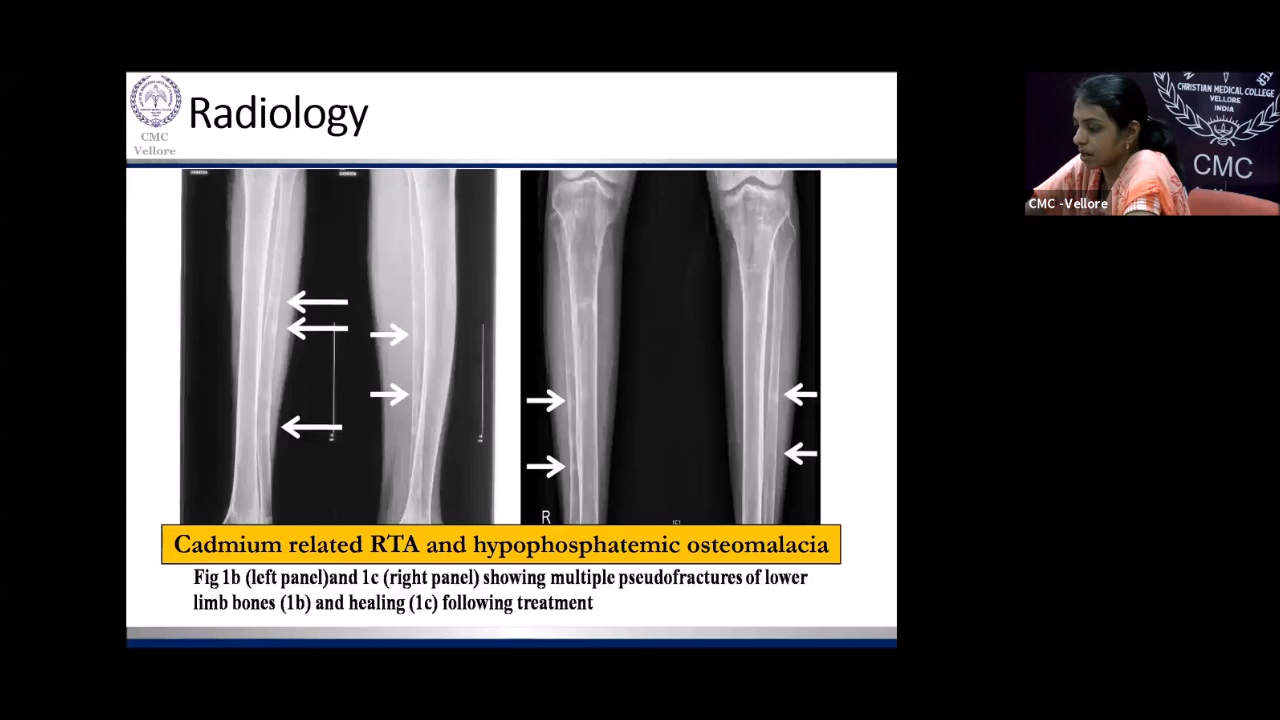 Radiology
CMC
Vellore
R
Cadmium related RTA and hypophosphatemic osteomalacia
Fig 1b (left panel)and 1c (right panel) showing multiple pseudofractures of lower
limb bones (1b) and healing (1c) following treatment
CHRISTIAN MEDICAL COLLEGE
VELLORE
INDIA
CMC
CMC -Vellore